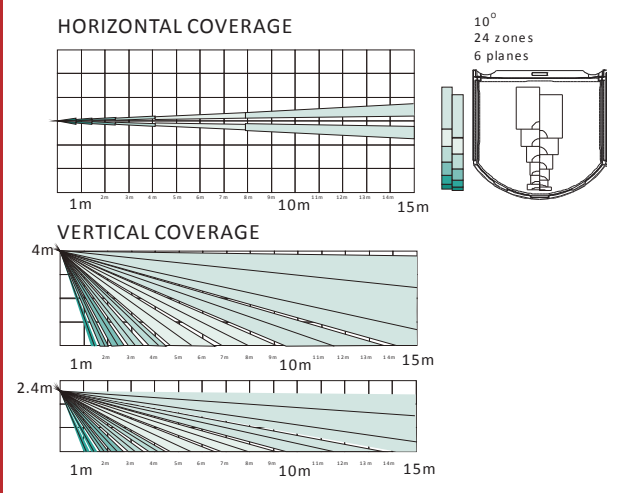 HORIZONTAL COVERAGE
10°
24 zones
6 planes
1m 2m 3m 4m 5m 6m 7m 8m 9m 10m 11m 12m 13m 14m 15m
VERTICAL COVERAGE
4m
1m 2m 3m 4m 5m 6m 7m 8m 9m 10m 11m 12m 13m 14m 15m
2.4m
1m 2m 3m 4m 5m 6m 7m 8m 9m 10m 11m 12m 13m 14m 15m